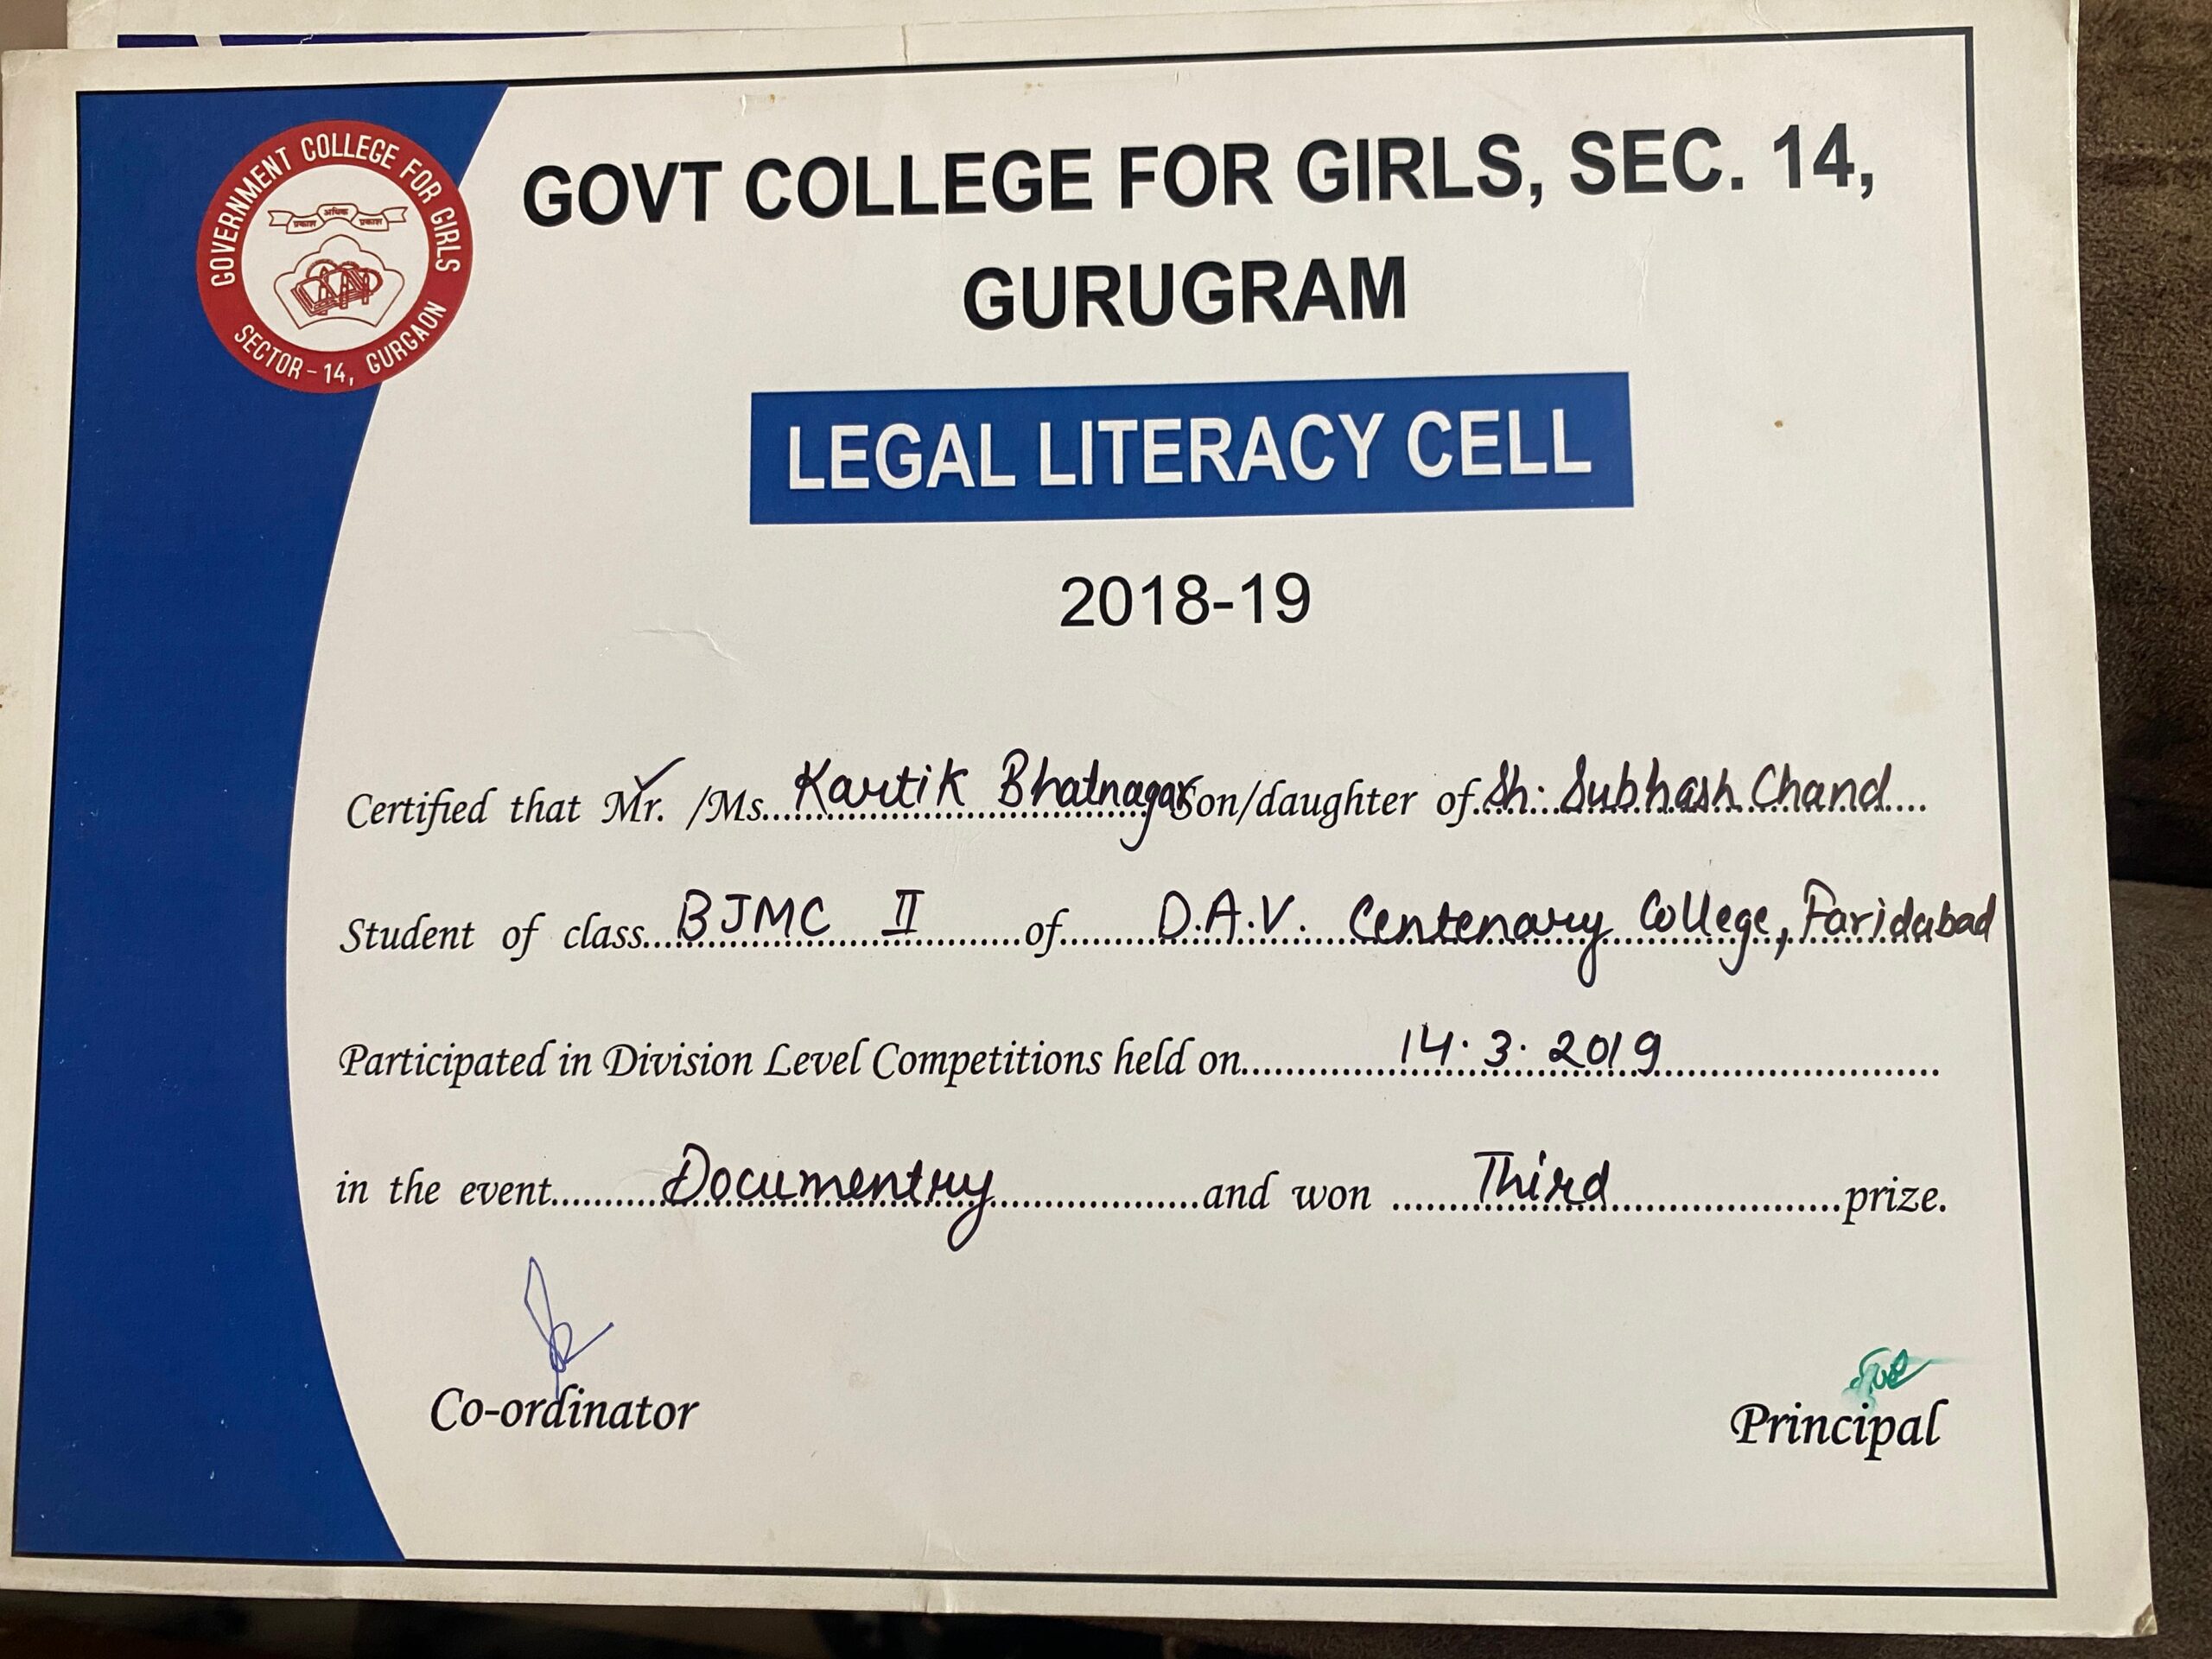 GOVERNMENT COLLEGE FOR GIRLS
SECTOR - 14, GURGAON
प्रकाश अधिक प्रकाश
GOVT COLLEGE FOR GIRLS, SEC. 14,
GURUGRAM
LEGAL LITERACY CELL
2018-19
Certified that Mr. /Ms. Kartik Bhatnagar Son/daughter of Sh. Subhash Chand
Student of class BJMC II of D.A.V. Centenary College, Faridabad
Participated in Division Level Competitions held on 14.3.2019
in the event Documentry and won Third prize.
Co-ordinator
Principal